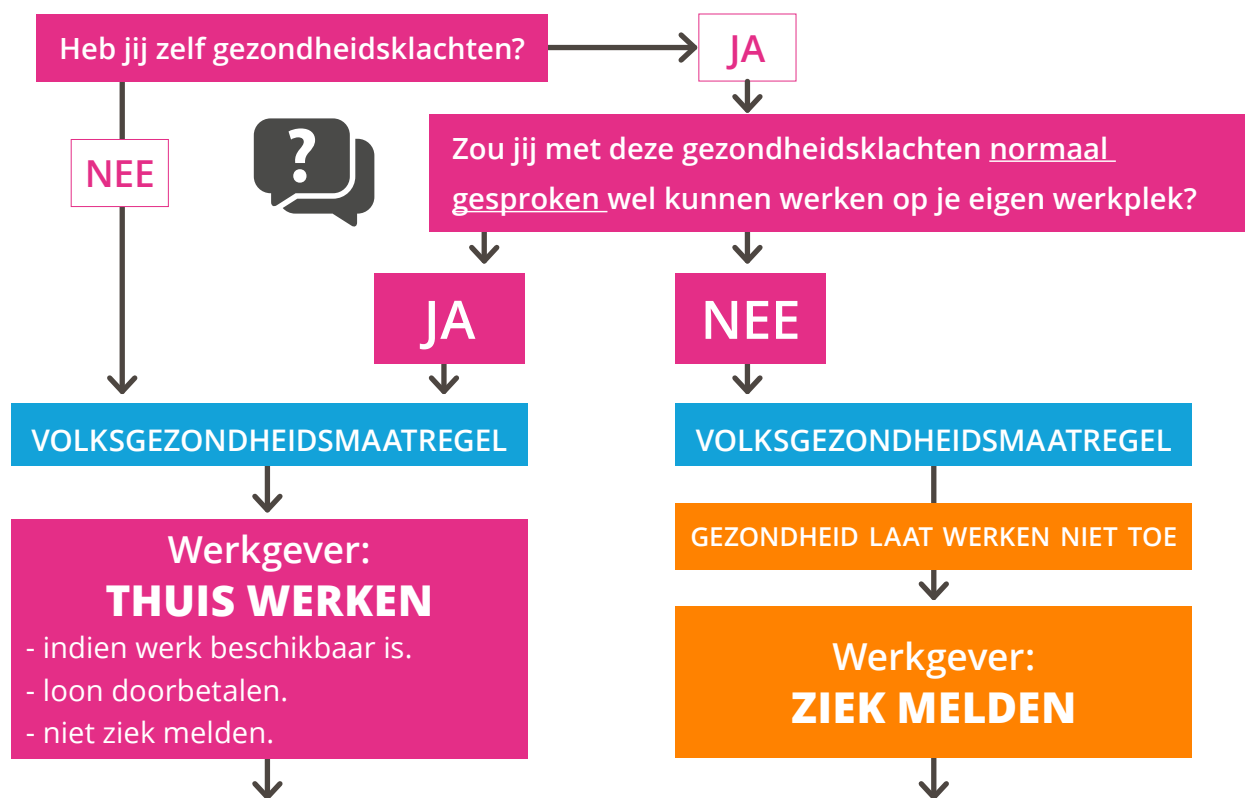 Heb jij zelf gezondheidsklachten?
JA
NEE
?
Zou jij met deze gezondheidsklachten normaal
gesproken wel kunnen werken op je eigen werkplek?
JA
NEE
VOLKSGEZONDHEIDSMAATREGEL
VOLKSGEZONDHEIDSMAATREGEL
GEZONDHEID LAAT WERKEN NIET TOE
Werkgever:
THUIS WERKEN
- indien werk beschikbaar is.
- loon doorbetalen.
- niet ziek melden.
Werkgever:
ZIEK MELDEN